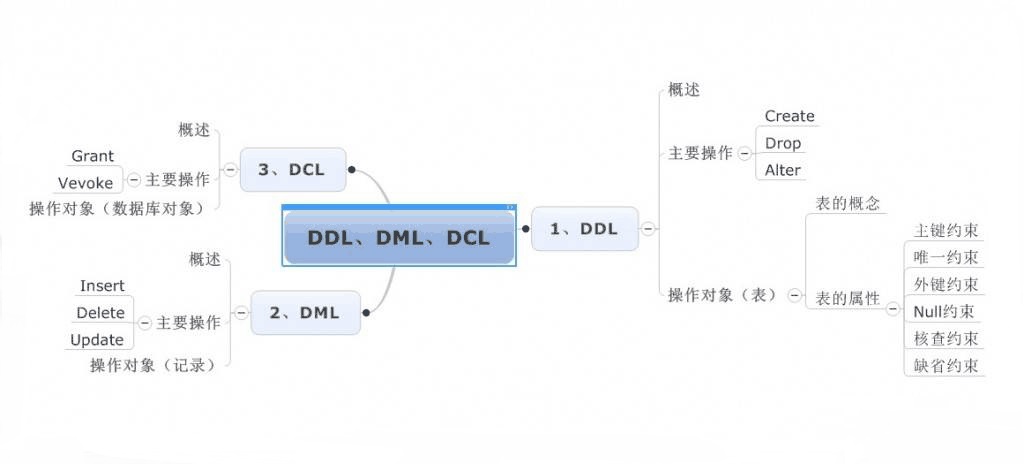 DDL、DML、DCL
1、DDL
概述
主要操作
Create
Drop
Alter
操作对象（表）
表的概念
表的属性
主键约束
唯一约束
外键约束
Null约束
核查约束
缺省约束
2、DML
概述
主要操作
Insert
Delete
Update
操作对象（记录）
3、DCL
概述
主要操作
Grant
Vevoke
操作对象（数据库对象）